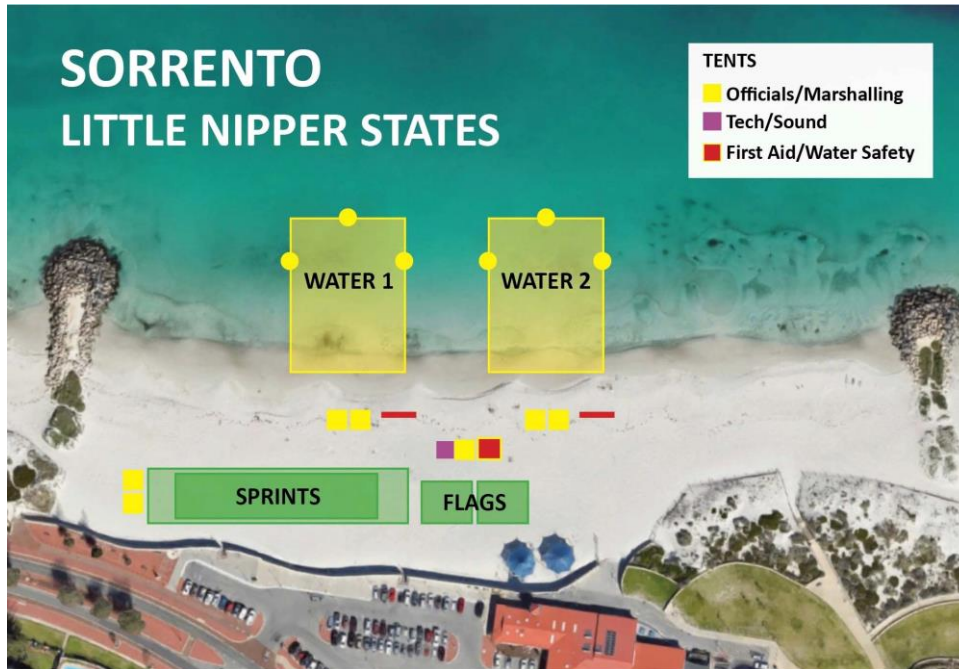 SORRENTO
LITTLE NIPPER STATES
TENTS
Officials/Marshalling
Tech/Sound
First Aid/Water Safety
WATER 1
WATER 2
SPRINTS
FLAGS